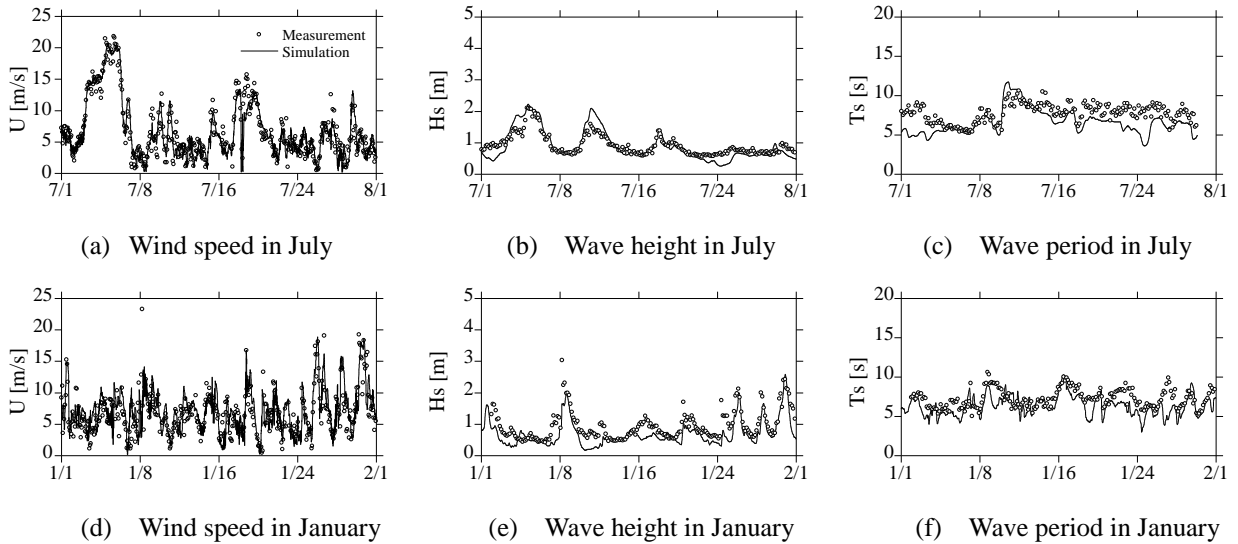 25
20
15
10
5
0
U [m/s]
Measurement
Simulation
7/1 7/8 7/16 7/24 8/1
5
4
3
2
1
0
Hs [m]
7/1 7/8 7/16 7/24 8/1
20
15
10
5
0
Ts [s]
7/1 7/8 7/16 7/24 8/1
(a) Wind speed in July
(b) Wave height in July
(c) Wave period in July
25
20
15
10
5
0
U [m/s]
1/1 1/8 1/16 1/24 2/1
5
4
3
2
1
0
Hs [m]
1/1 1/8 1/16 1/24 2/1
20
15
10
5
0
Ts [s]
1/1 1/8 1/16 1/24 2/1
(d) Wind speed in January
(e) Wave height in January
(f) Wave period in January